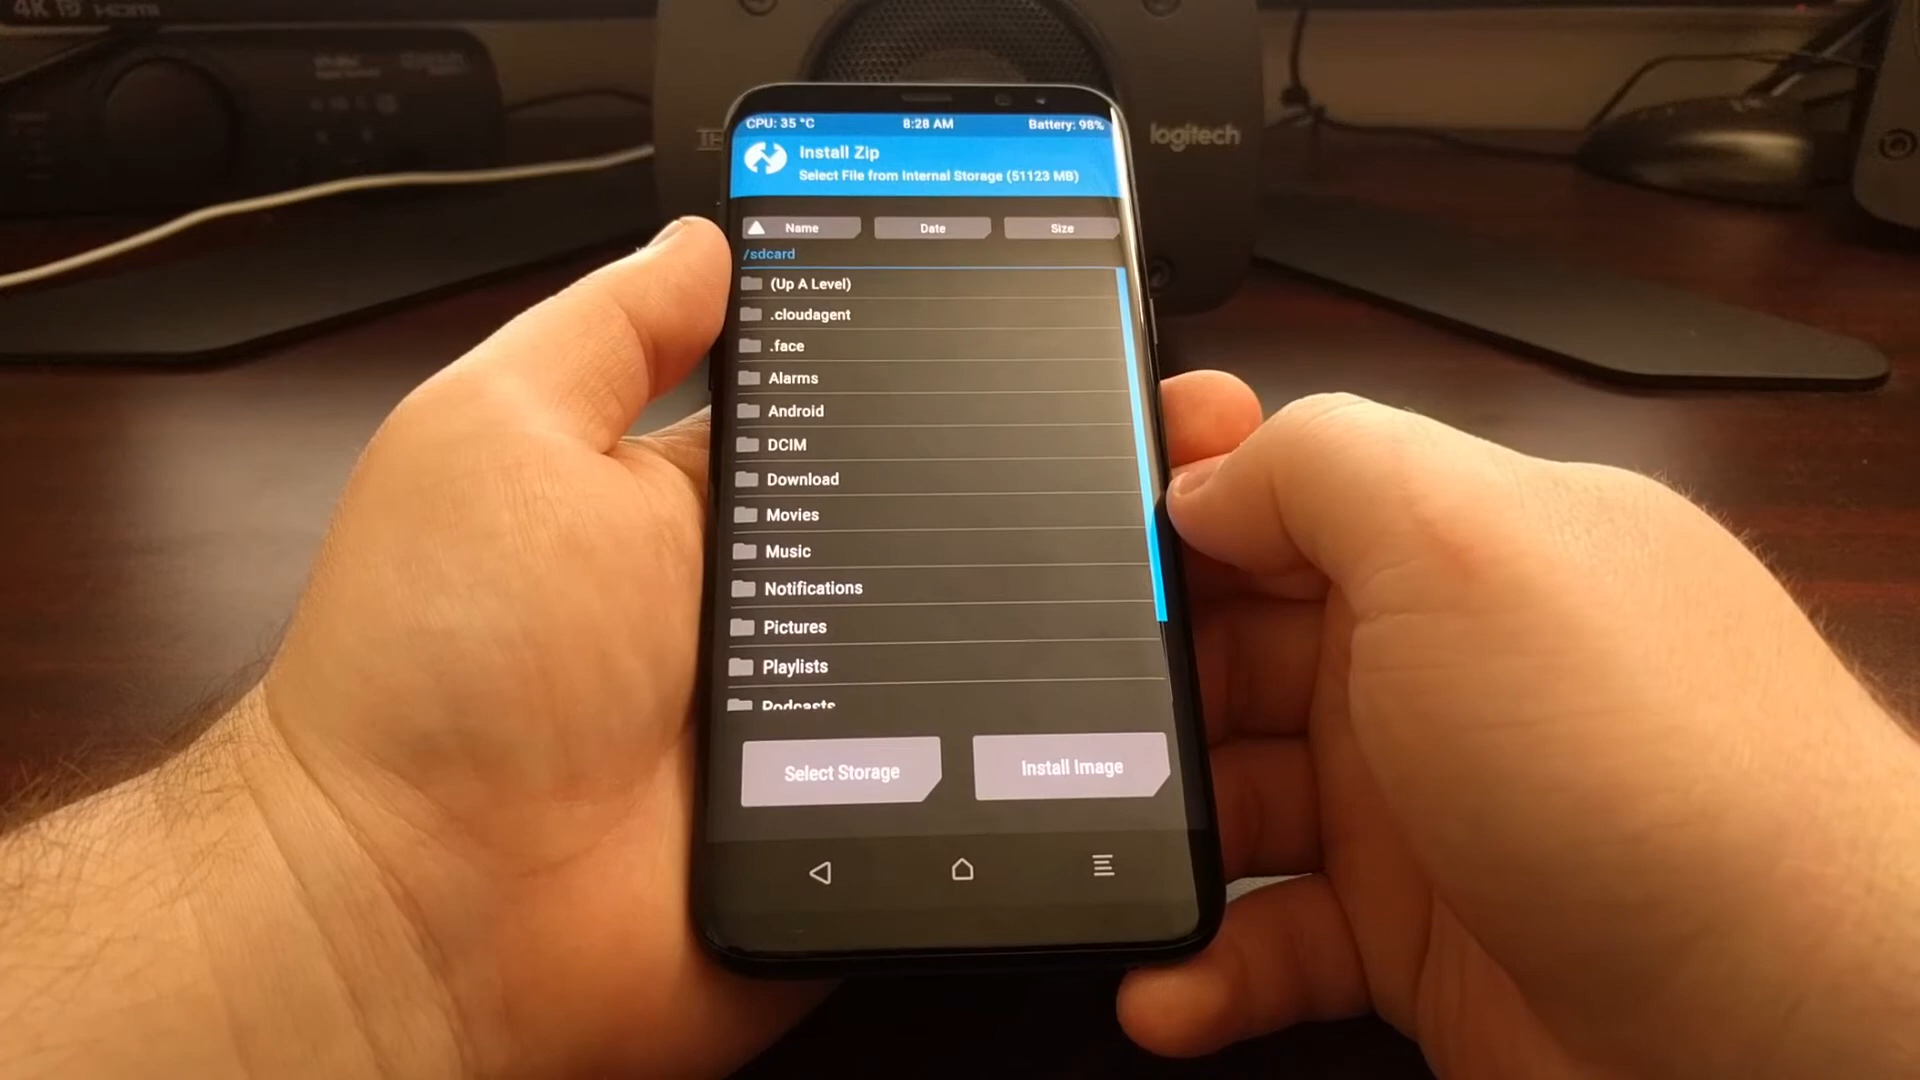 4K HDMI
logitech
CPU: 35 °C 8:28 AM Battery: 98%
Install Zip
Select File from Internal Storage (51123 MB)
Name Date Size
/sdcard
(Up A Level)
.cloudagent
.face
Alarms
Android
DCIM
Download
Movies
Music
Notifications
Pictures
Playlists
Podcasts
Select Storage Install Image